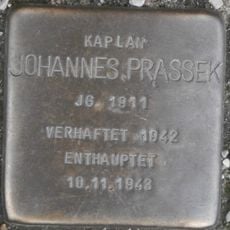 KAPLAN
JOHANNES PRASSEK
JG. 1911
VERHAFTET 1942
ENTHAUPTET
10.11.1943